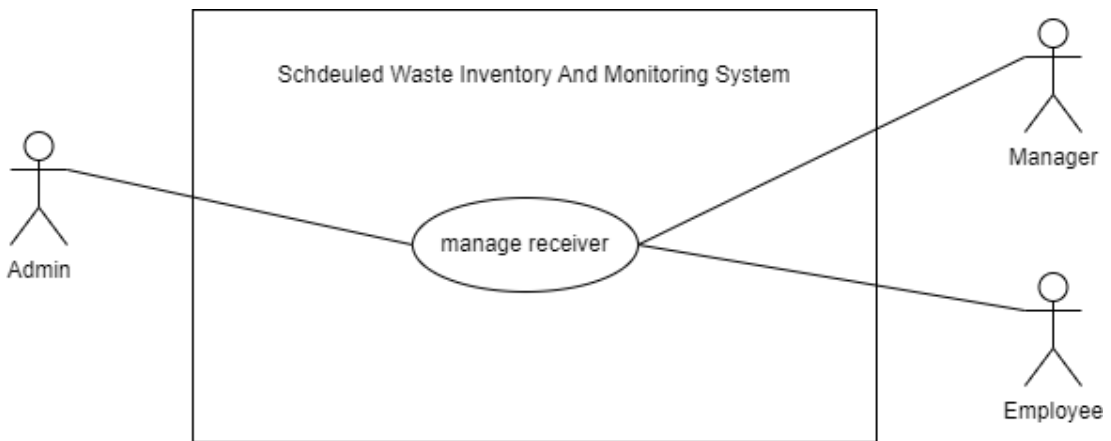 Schdeuled Waste Inventory And Monitoring System
Manager
manage receiver
Admin
Employee